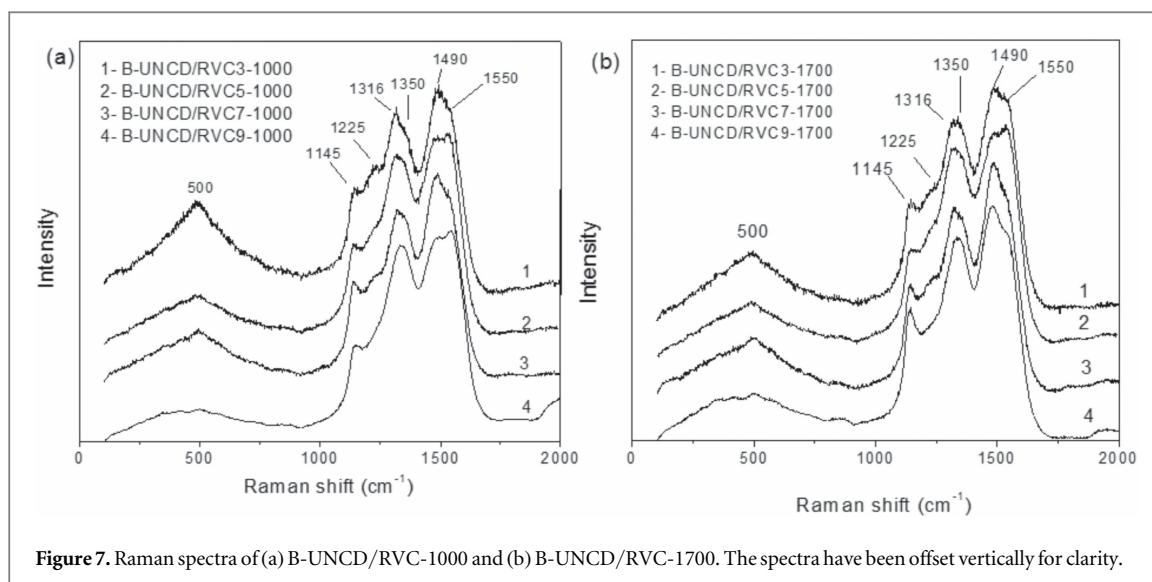 (a)
1- B-UNCD/RVC3-1000
2- B-UNCD/RVC5-1000
3- B-UNCD/RVC7-1000
4- B-UNCD/RVC9-1000
1490
1550
1316
1350
1225
1145
500
1
2
3
4
Intensity
0
500
1000
1500
2000
Raman shift (cm⁻¹)
(b)
1- B-UNCD/RVC3-1700
2- B-UNCD/RVC5-1700
3- B-UNCD/RVC7-1700
4- B-UNCD/RVC9-1700
1490
1350
1550
1316
1225
1145
500
1
2
3
4
Intensity
0
500
1000
1500
2000
Raman shift (cm⁻¹)
Figure 7. Raman spectra of (a) B-UNCD/RVC-1000 and (b) B-UNCD/RVC-1700. The spectra have been offset vertically for clarity.